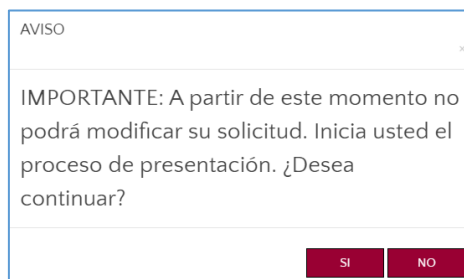 AVISO
×
IMPORTANTE: A partir de este momento no
podrá modificar su solicitud. Inicia usted el
proceso de presentación. ¿Desea
continuar?
SI
NO